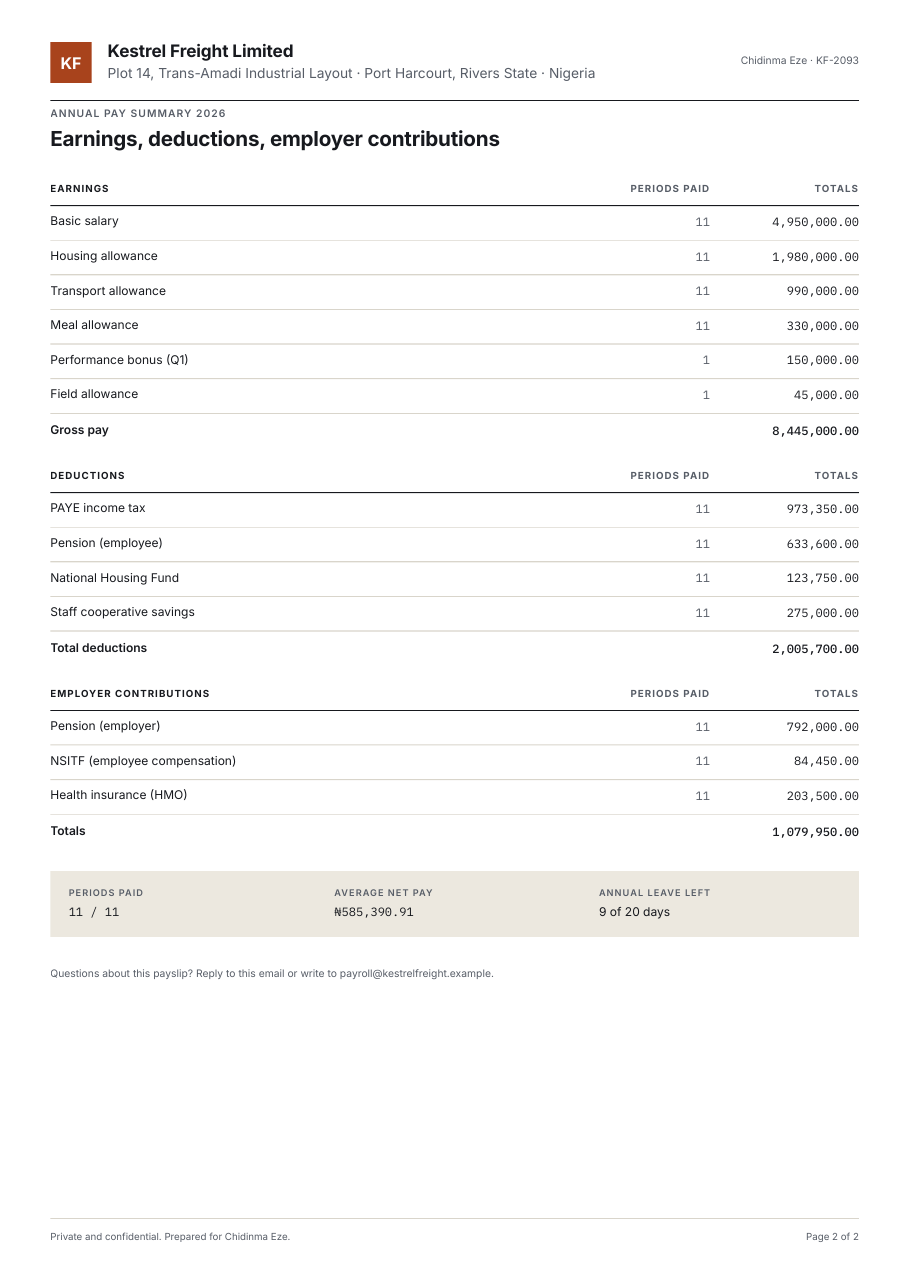 KF
Kestrel Freight Limited
Plot 14, Trans-Amadi Industrial Layout · Port Harcourt, Rivers State · Nigeria
Chidinma Eze · KF-2093
ANNUAL PAY SUMMARY 2026
Earnings, deductions, employer contributions
EARNINGS PERIODS PAID TOTALS
Basic salary 11 4,950,000.00
Housing allowance 11 1,980,000.00
Transport allowance 11 990,000.00
Meal allowance 11 330,000.00
Performance bonus (Q1) 1 150,000.00
Field allowance 1 45,000.00
Gross pay 8,445,000.00
DEDUCTIONS PERIODS PAID TOTALS
PAYE income tax 11 973,350.00
Pension (employee) 11 633,600.00
National Housing Fund 11 123,750.00
Staff cooperative savings 11 275,000.00
Total deductions 2,005,700.00
EMPLOYER CONTRIBUTIONS PERIODS PAID TOTALS
Pension (employer) 11 792,000.00
NSITF (employee compensation) 11 84,450.00
Health insurance (HMO) 11 203,500.00
Totals 1,079,950.00
PERIODS PAID AVERAGE NET PAY ANNUAL LEAVE LEFT
11 / 11 ₦585,390.91 9 of 20 days
Questions about this payslip? Reply to this email or write to payroll@kestrelfreight.example.
Private and confidential. Prepared for Chidinma Eze. Page 2 of 2